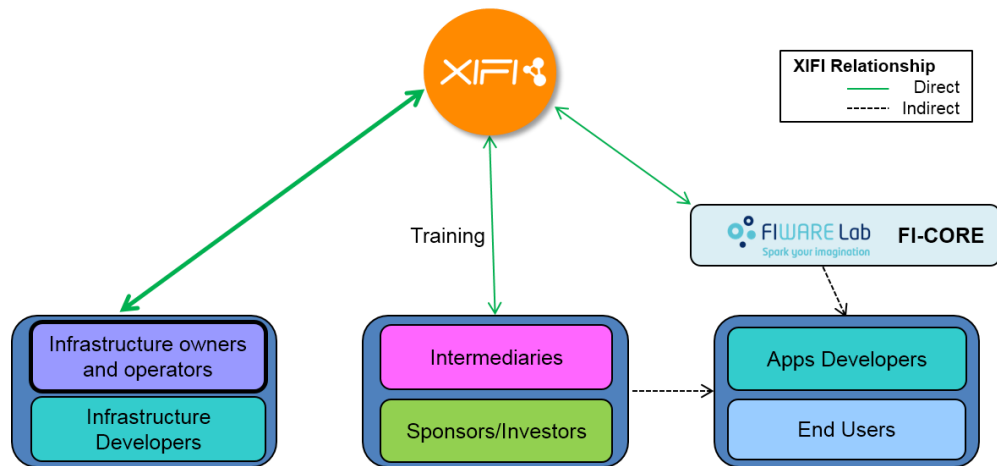 XIFI
XIFI Relationship
Direct
Indirect
Training
FIWARE Lab
Spark your imagination
FI-CORE
Infrastructure owners
and operators
Infrastructure
Developers
Intermediaries
Sponsors/Investors
Apps Developers
End Users